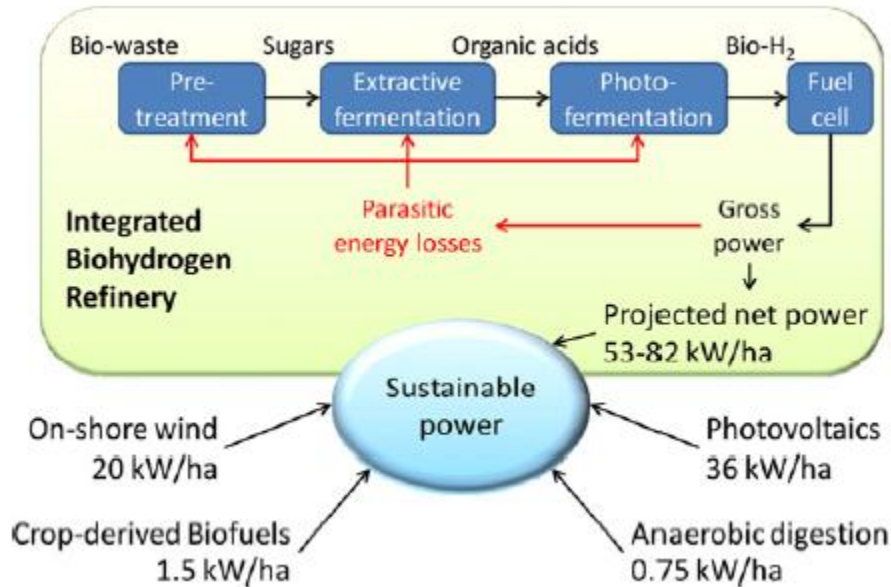 Bio-waste
Sugars
Organic acids
Bio-H₂
Pre-
treatment
Extractive
fermentation
Photo-
fermentation
Fuel
cell
Parasitic
energy losses
Gross
power
Integrated
Biohydrogen
Refinery
Projected net power
53-82 kW/ha
Sustainable
power
On-shore wind
20 kW/ha
Photovoltaics
36 kW/ha
Crop-derived Biofuels
1.5 kW/ha
Anaerobic digestion
0.75 kW/ha